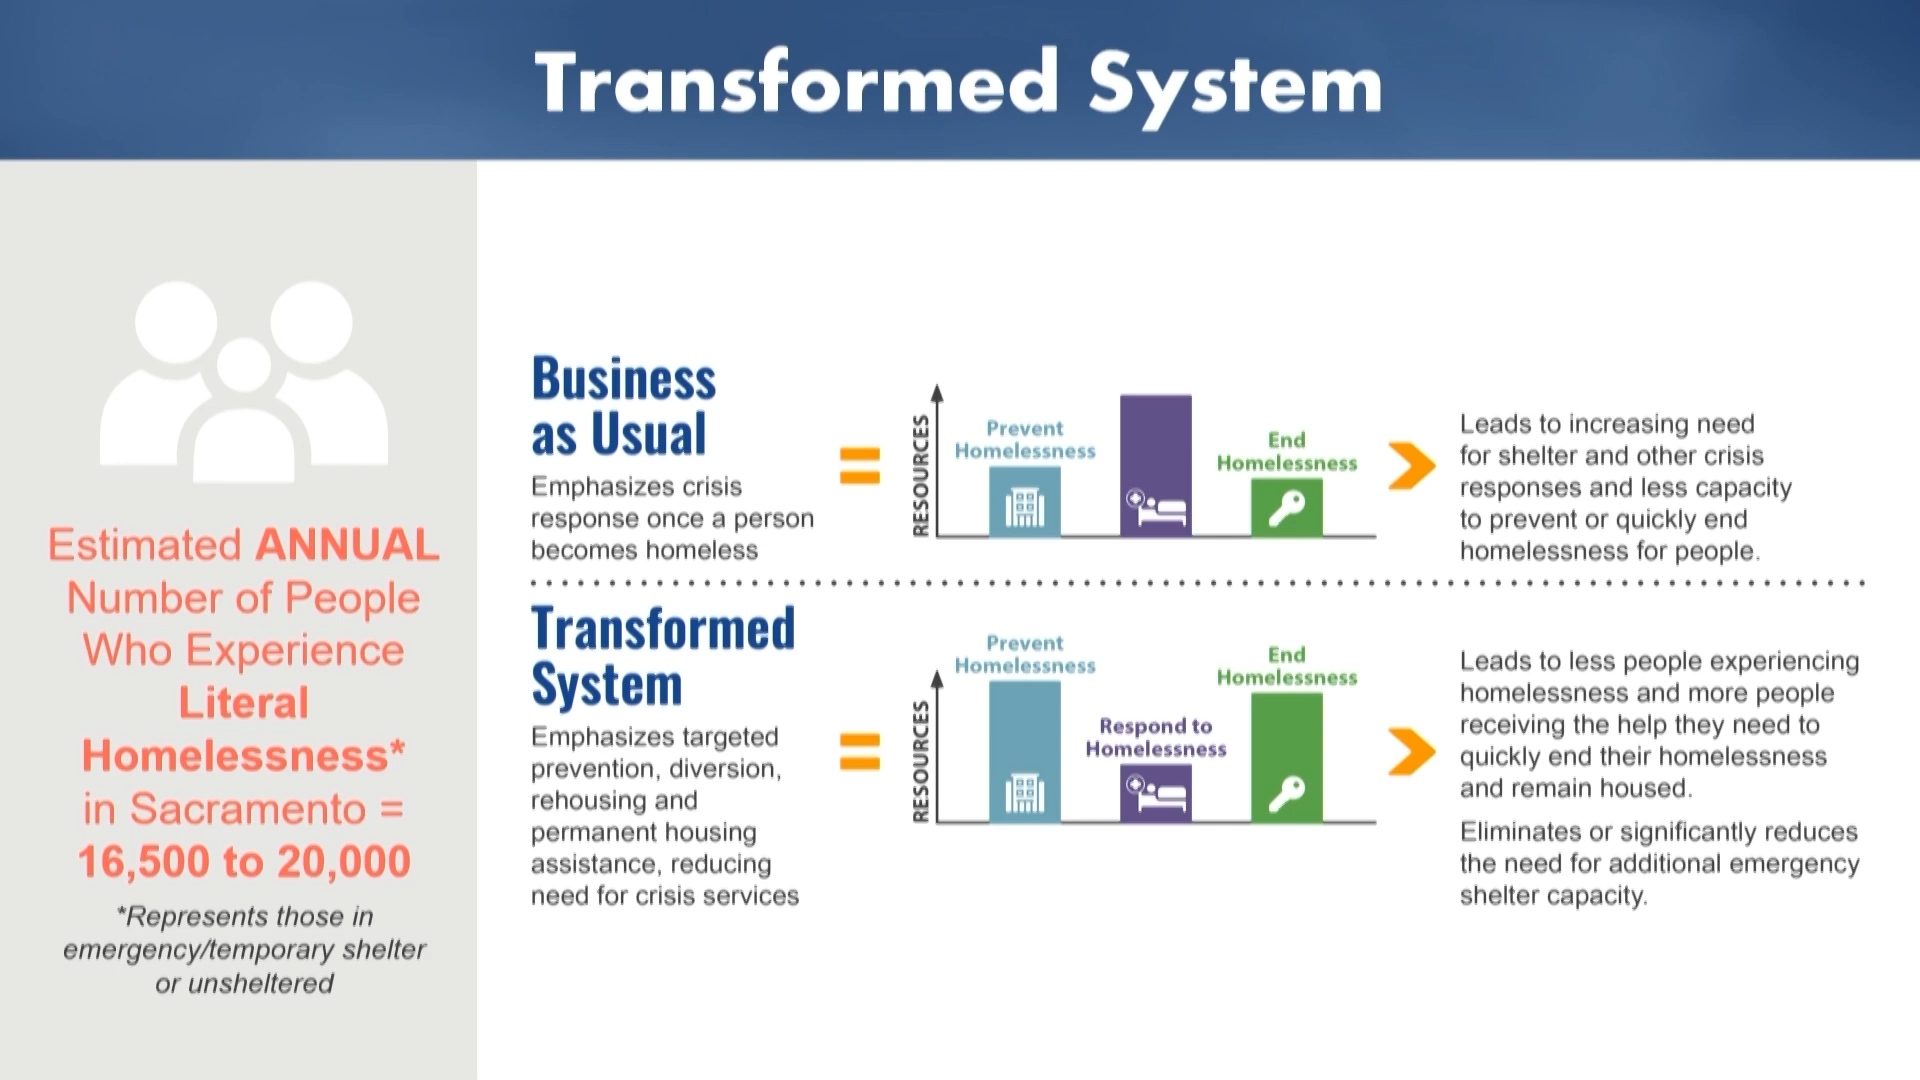 Transformed System
Estimated ANNUAL
Number of People
Who Experience
Literal
Homelessness*
in Sacramento =
16,500 to 20,000
*Represents those in
emergency/temporary shelter
or unsheltered
Business
as Usual
Emphasizes crisis
response once a person
becomes homeless
RESOURCES
Prevent
Homelessness
End
Homelessness
Leads to increasing need
for shelter and other crisis
responses and less capacity
to prevent or quickly end
homelessness for people.
Transformed
System
Emphasizes targeted
prevention, diversion,
rehousing and
permanent housing
assistance, reducing
need for crisis services
RESOURCES
Prevent
Homelessness
Respond to
Homelessness
End
Homelessness
Leads to less people experiencing
homelessness and more people
receiving the help they need to
quickly end their homelessness
and remain housed.
Eliminates or significantly reduces
the need for additional emergency
shelter capacity.